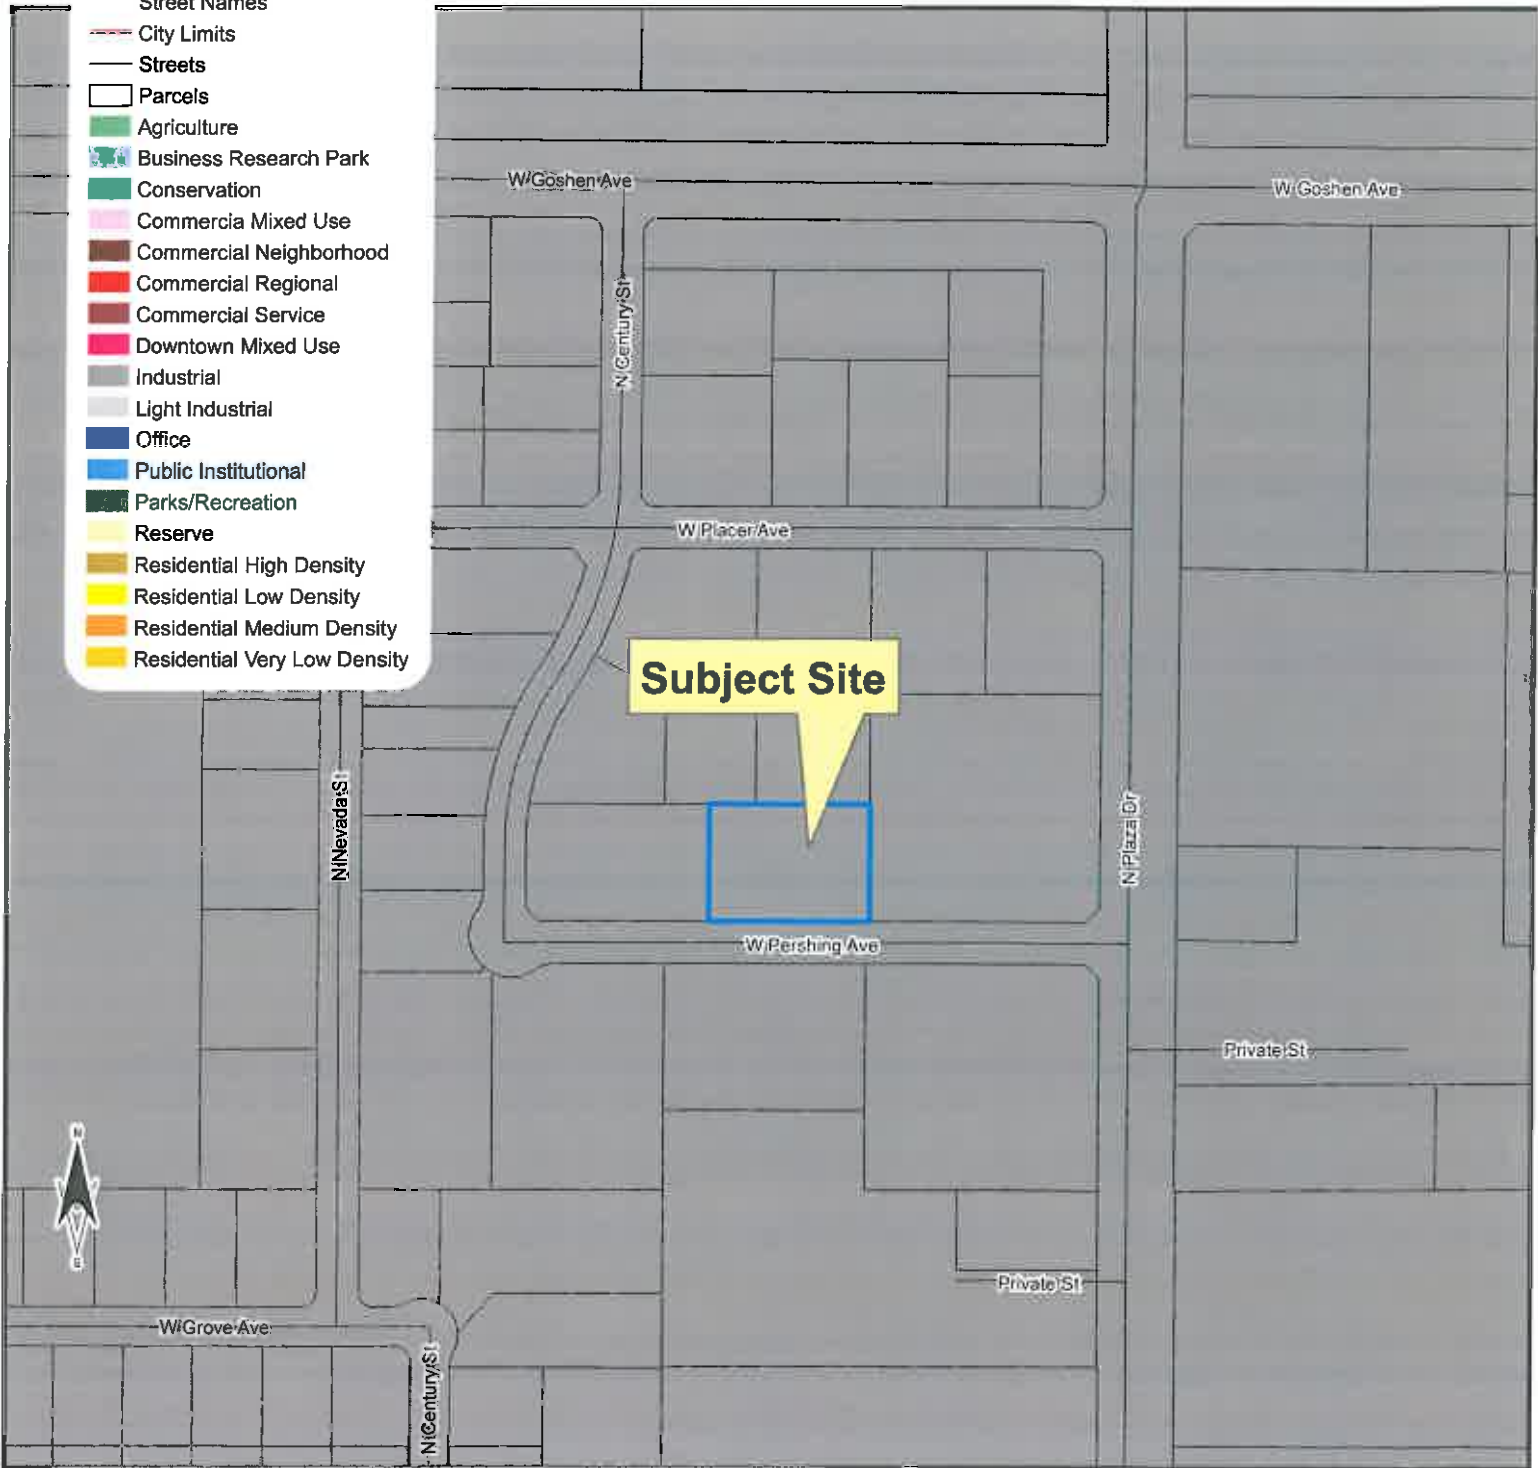 Street Names
City Limits
Streets
Parcels
Agriculture
Business Research Park
Conservation
Commercia Mixed Use
Commercial Neighborhood
Commercial Regional
Commercial Service
Downtown Mixed Use
Industrial
Light Industrial
Office
Public Institutional
Parks/Recreation
Reserve
Residential High Density
Residential Low Density
Residential Medium Density
Residential Very Low Density
W Goshen Ave
W Goshen Ave
N Century St
W Placer Ave
Subject Site
N Nevada St
N Plaza Dr
W Pershing Ave
Private St
N
Private St
W Grove Ave
N Century St